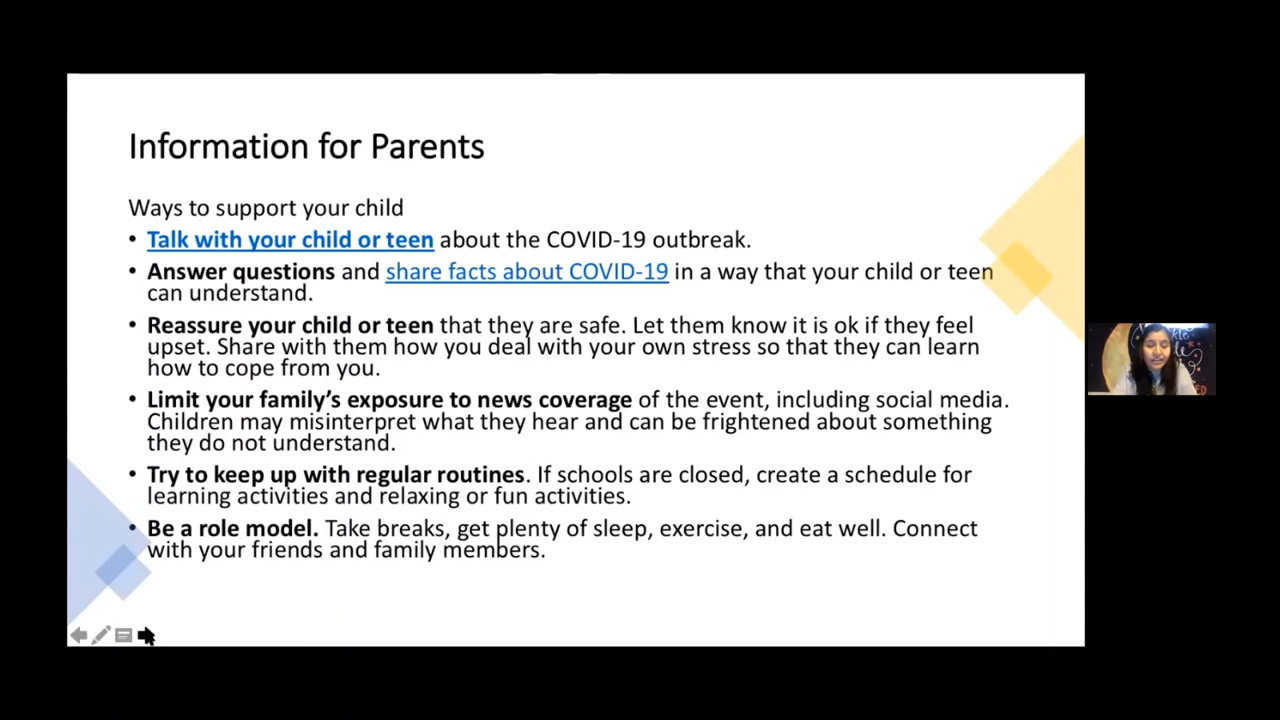 Information for Parents
Ways to support your child
• Talk with your child or teen about the COVID-19 outbreak.
• Answer questions and share facts about COVID-19 in a way that your child or teen
can understand.
• Reassure your child or teen that they are safe. Let them know it is ok if they feel
upset. Share with them how you deal with your own stress so that they can learn
how to cope from you.
• Limit your family’s exposure to news coverage of the event, including social media.
Children may misinterpret what they hear and can be frightened about something
they do not understand.
• Try to keep up with regular routines. If schools are closed, create a schedule for
learning activities and relaxing or fun activities.
• Be a role model. Take breaks, get plenty of sleep, exercise, and eat well. Connect
with your friends and family members.